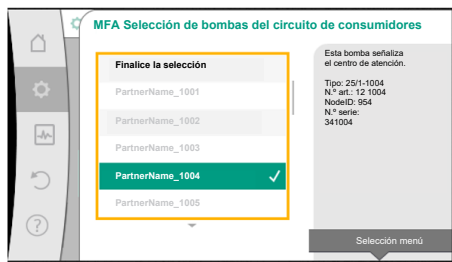 MFA Selección de bombas del circuito de consumidores
Finalice la selección
PartnerName_1001
PartnerName_1002
PartnerName_1003
PartnerName_1004
PartnerName_1005
Esta bomba señaliza
el centro de atención.
Tipo: 25/1-1004
N.º art.: 12 1004
NodeID: 954
N.º serie:
341004
Selección menú
?